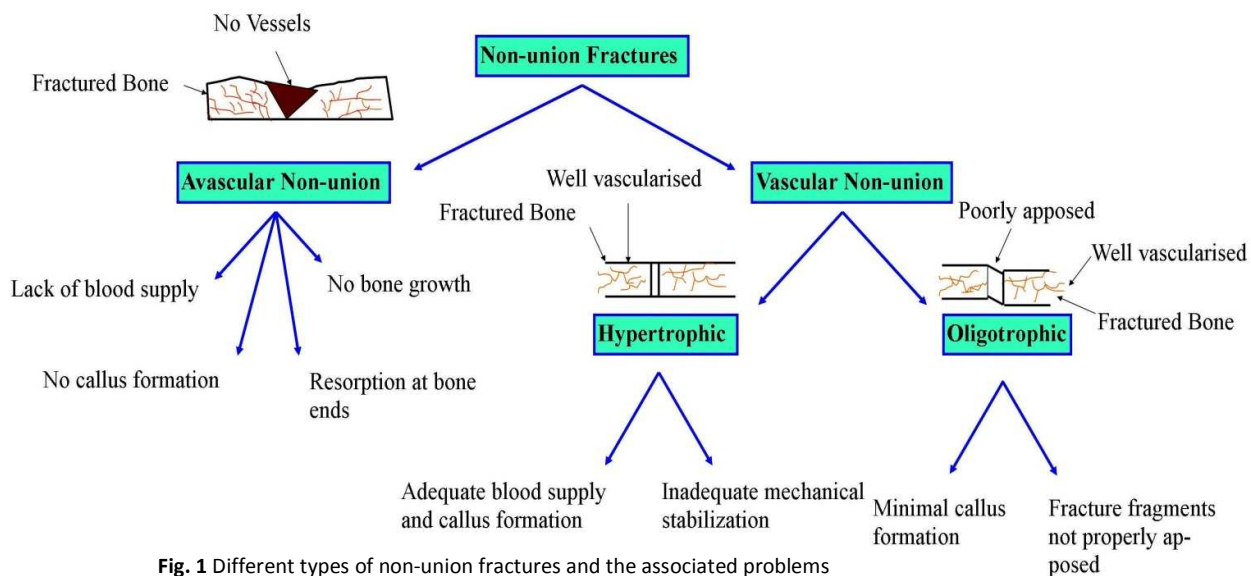 No Vessels
Non-union Fractures
Fractured Bone
Avascular Non-union
Well vascularised
Vascular Non-union
Fractured Bone
Poorly apposed
Well vascularised
Lack of blood supply
No bone growth
Fractured Bone
Hypertrophic
Oligotrophic
No callus formation
Resorption at bone
ends
Adequate blood supply
and callus formation
Inadequate mechanical
stabilization
Minimal callus
formation
Fracture fragments
not properly ap-
posed
Fig. 1 Different types of non-union fractures and the associated problems